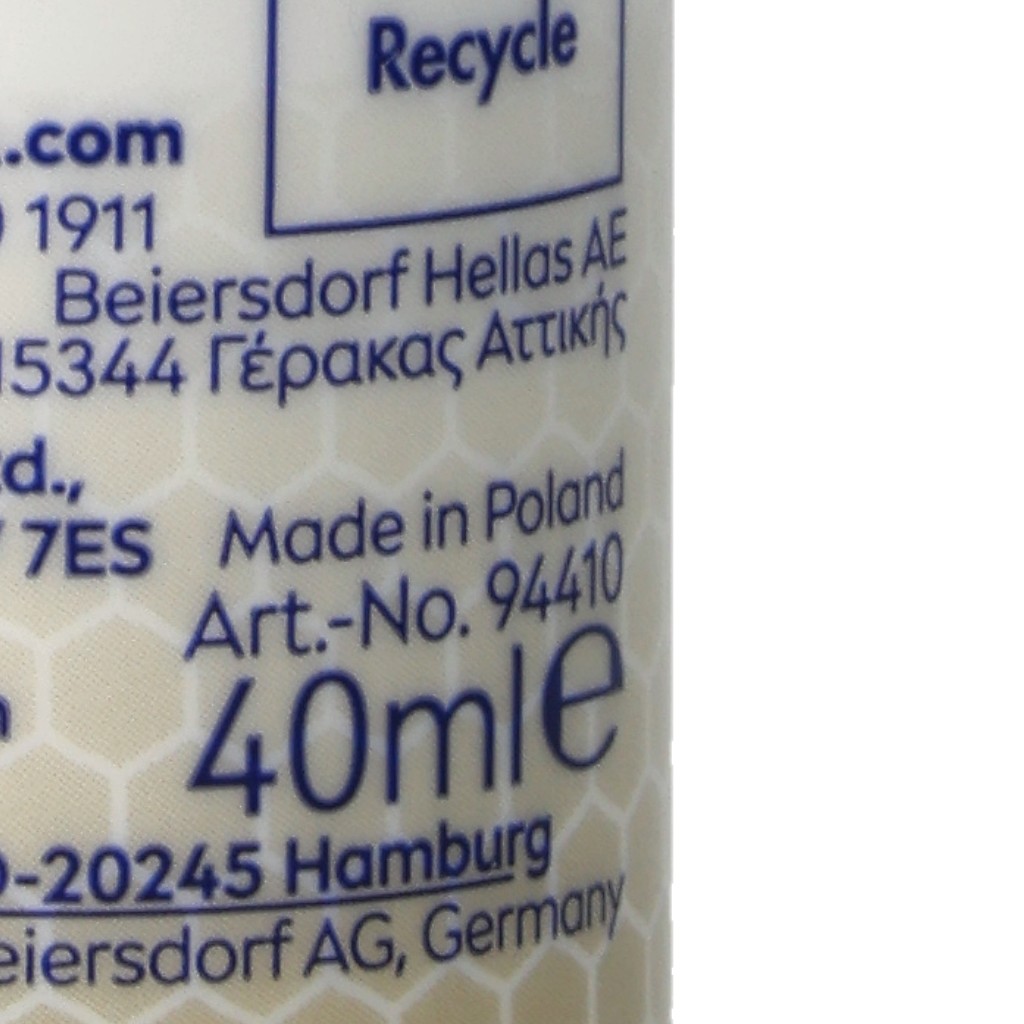 Recycle
.com
1911
Beiersdorf Hellas AE
15344 Γέρακας Αττικής
7ES
Made in Poland
Art.-No. 94410
40ml e
-20245 Hamburg
eiersdorf AG, Germany